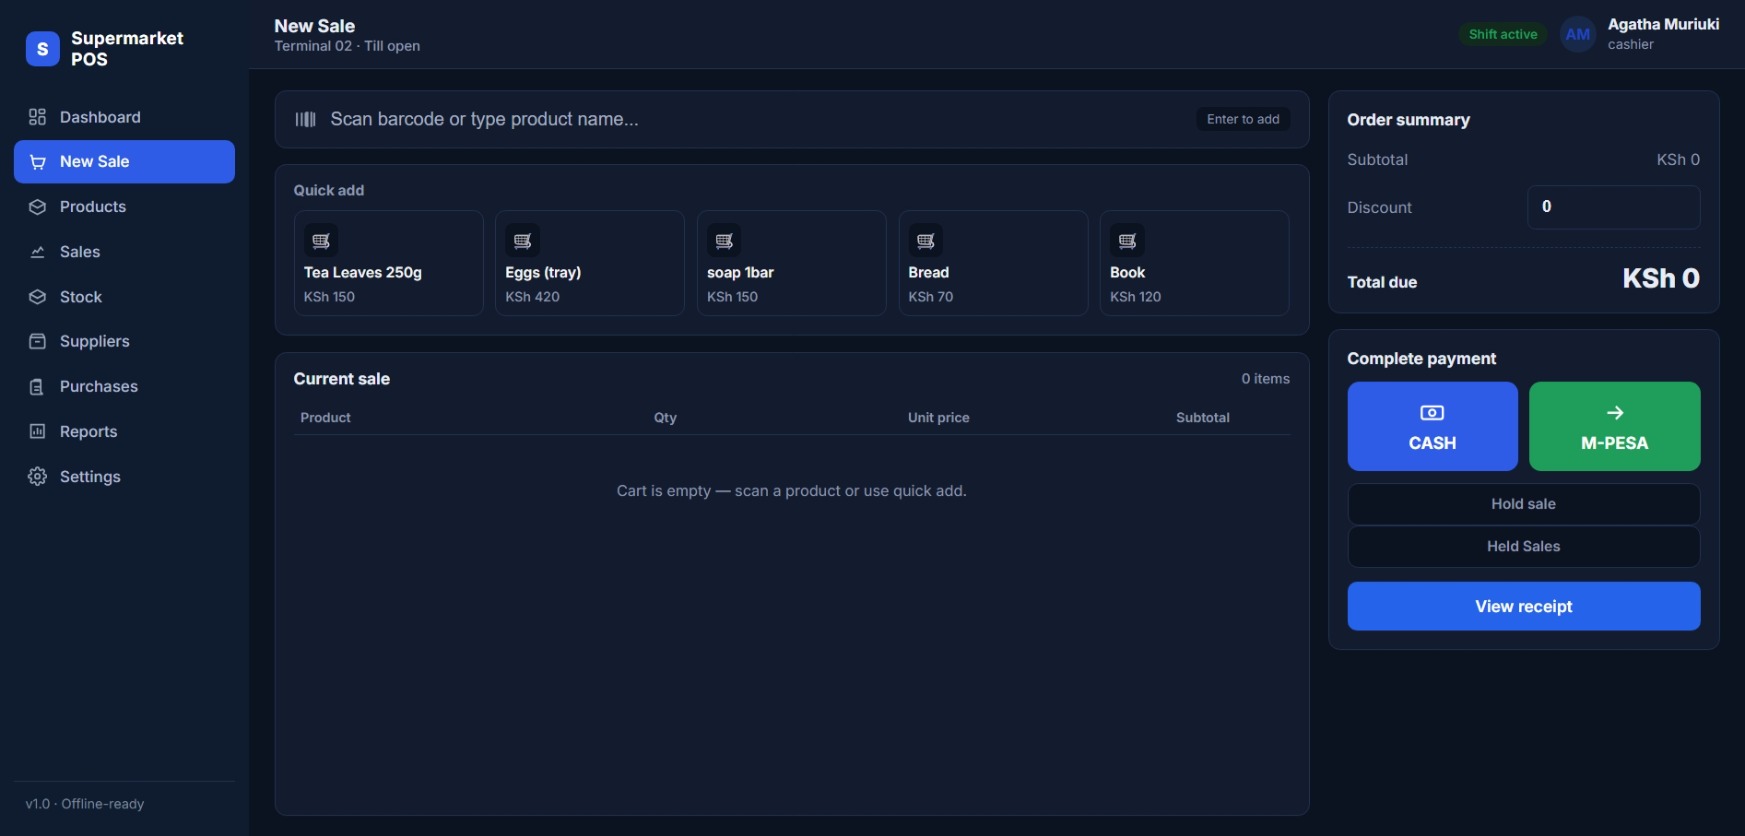 S
Supermarket
POS
Dashboard
New Sale
Products
Sales
Stock
Suppliers
Purchases
Reports
Settings
v1.0 · Offline-ready
New Sale
Terminal 02 · Till open
Shift active
AM
Agatha Muriuki
cashier
Scan barcode or type product name...
Enter to add
Quick add
Tea Leaves 250g
KSh 150
Eggs (tray)
KSh 420
soap 1bar
KSh 150
Bread
KSh 70
Book
KSh 120
Current sale
0 items
Product Qty Unit price Subtotal
Cart is empty — scan a product or use quick add.
Order summary
Subtotal KSh 0
Discount 0
Total due KSh 0
Complete payment
CASH
M-PESA
Hold sale
Held Sales
View receipt